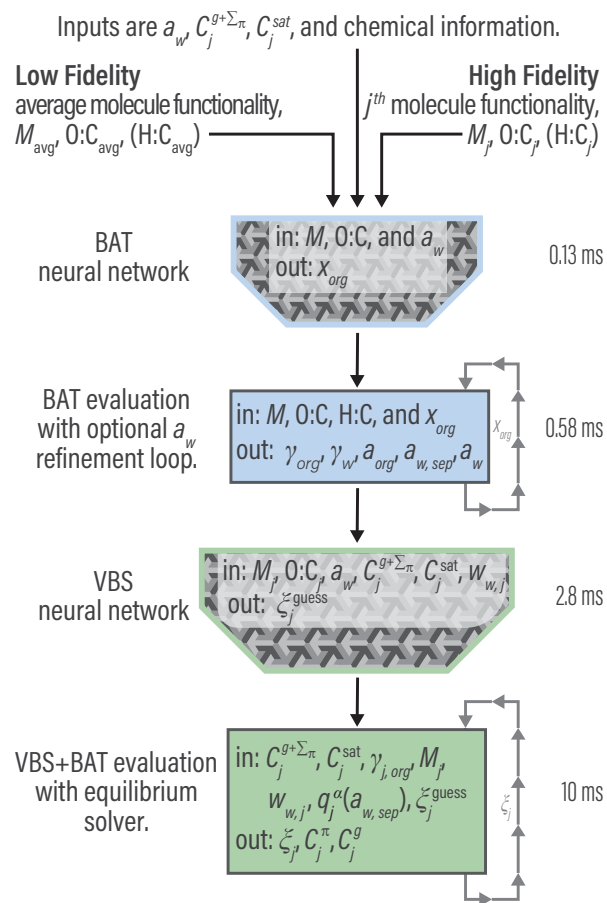 Inputs are a_w, C_j^{g+Σπ}, C_j^{sat}, and chemical information.
Low Fidelity
average molecule functionality,
M_avg, O:C_avg, (H:C_avg)
High Fidelity
j^th molecule functionality,
M_j, O:C_j, (H:C_j)
BAT
neural network
in: M, O:C, and a_w
out: x_org
0.13 ms
BAT evaluation
with optional a_w
refinement loop.
in: M, O:C, H:C, and x_org
out: γ_org, γ_w, a_org, a_w,sep, a_w
x_org
0.58 ms
VBS
neural network
in: M_j, O:C_j, a_w, C_j^{g+Σπ}, C_j^{sat}, w_w,j
out: ξ_j^{guess}
2.8 ms
VBS+BAT evaluation
with equilibrium
solver.
in: C_j^{g+Σπ}, C_j^{sat}, γ_j,org, M_j,
w_w,j, q_j^α(a_w,sep), ξ_j^{guess}
out: ξ_j, C_j^π, C_j^g
ξ_j
10 ms